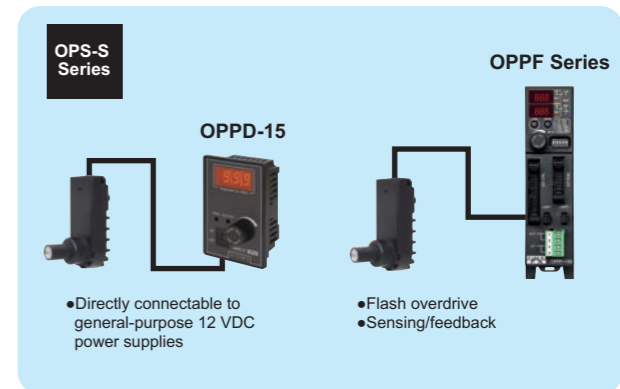 OPS-S
Series
OPPD-15
999
●Directly connectable to
general-purpose 12 VDC
power supplies
OPPF Series
●Flash overdrive
●Sensing/feedback